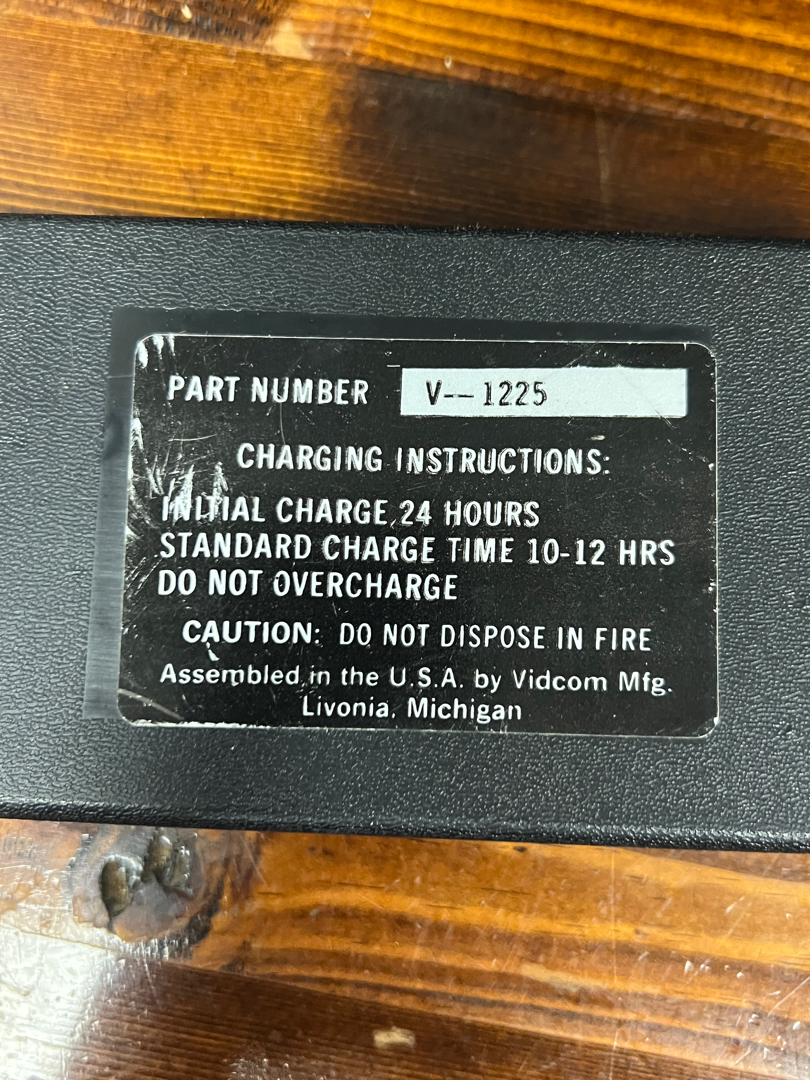 PART NUMBER V--1225
CHARGING INSTRUCTIONS:
INITIAL CHARGE 24 HOURS
STANDARD CHARGE TIME 10-12 HRS
DO NOT OVERCHARGE
CAUTION: DO NOT DISPOSE IN FIRE
Assembled in the U.S.A. by Vidcom Mfg.
Livonia, Michigan